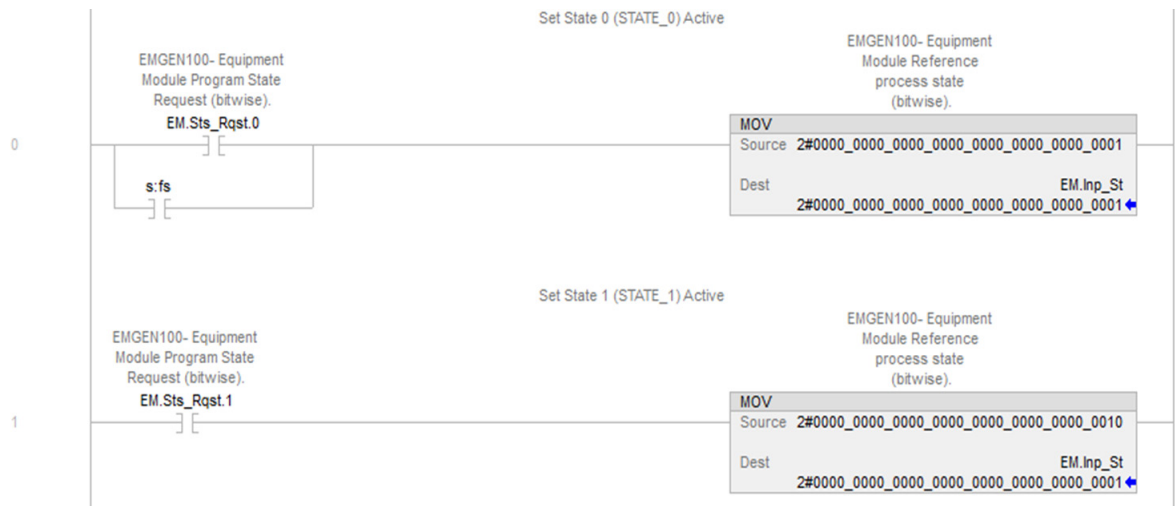 Set State 0 (STATE_0) Active
EMGEN100- Equipment
Module Program State
Request (bitwise).
EM.Sts_Rqst.0
EMGEN100- Equipment
Module Reference
process state
(bitwise).
0
s:fs
MOV
Source 2#0000_0000_0000_0000_0000_0000_0000_0001
Dest EM.Inp_St
2#0000_0000_0000_0000_0000_0000_0000_0001
Set State 1 (STATE_1) Active
EMGEN100- Equipment
Module Program State
Request (bitwise).
EM.Sts_Rqst.1
EMGEN100- Equipment
Module Reference
process state
(bitwise).
1
MOV
Source 2#0000_0000_0000_0000_0000_0000_0000_0010
Dest EM.Inp_St
2#0000_0000_0000_0000_0000_0000_0000_0001